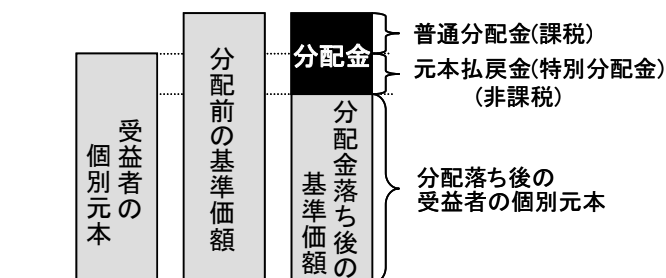 受益者の
個別元本
分配前の基準価額
分配金
分配金落ち後の
基準価額
普通分配金(課税)
元本払戻金(特別分配金)
(非課税)
分配落ち後の
受益者の個別元本